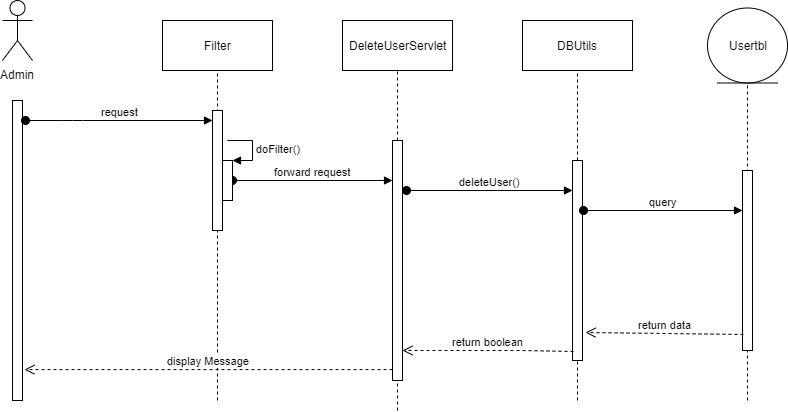 Filter
DeleteUserServlet
DBUtils
Usertbl
Admin
request
doFilter()
forward request
deleteUser()
query
return data
return boolean
display Message